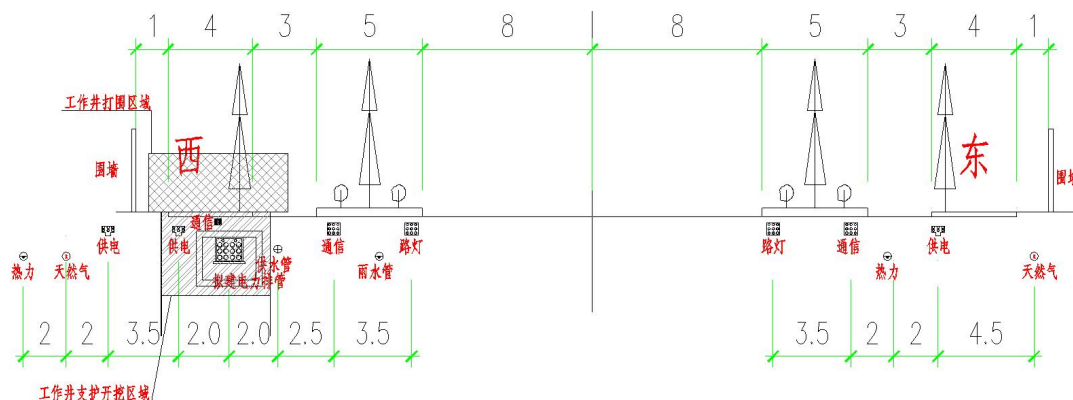 1 4 3 5 8 8 5 3 4 1
工作井打围区域
西
东
围墙
围墙
通信
供电
供电
通信
路灯
路灯
通信
供电
热力
天然气
供水管
雨水管
热力
天然气
拟建电力排管
2 2 3.5 2.0 2.0 2.5 3.5
3.5 2 2 4.5
工作井支护开挖区域